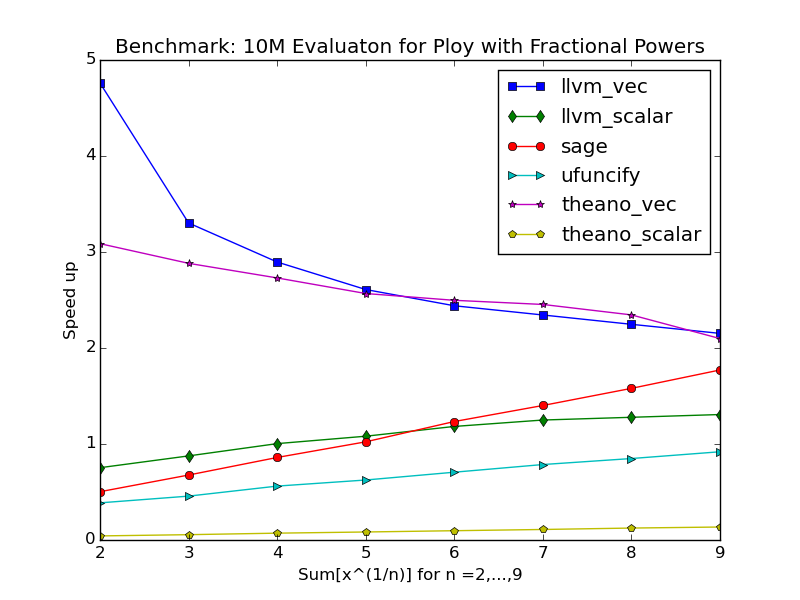 Benchmark: 10M Evaluaton for Ploy with Fractional Powers
5
4
3
2
1
0
Speed up
llvm_vec
llvm_scalar
sage
ufuncify
theano_vec
theano_scalar
2 3 4 5 6 7 8 9
Sum[x^(1/n)] for n =2,...,9